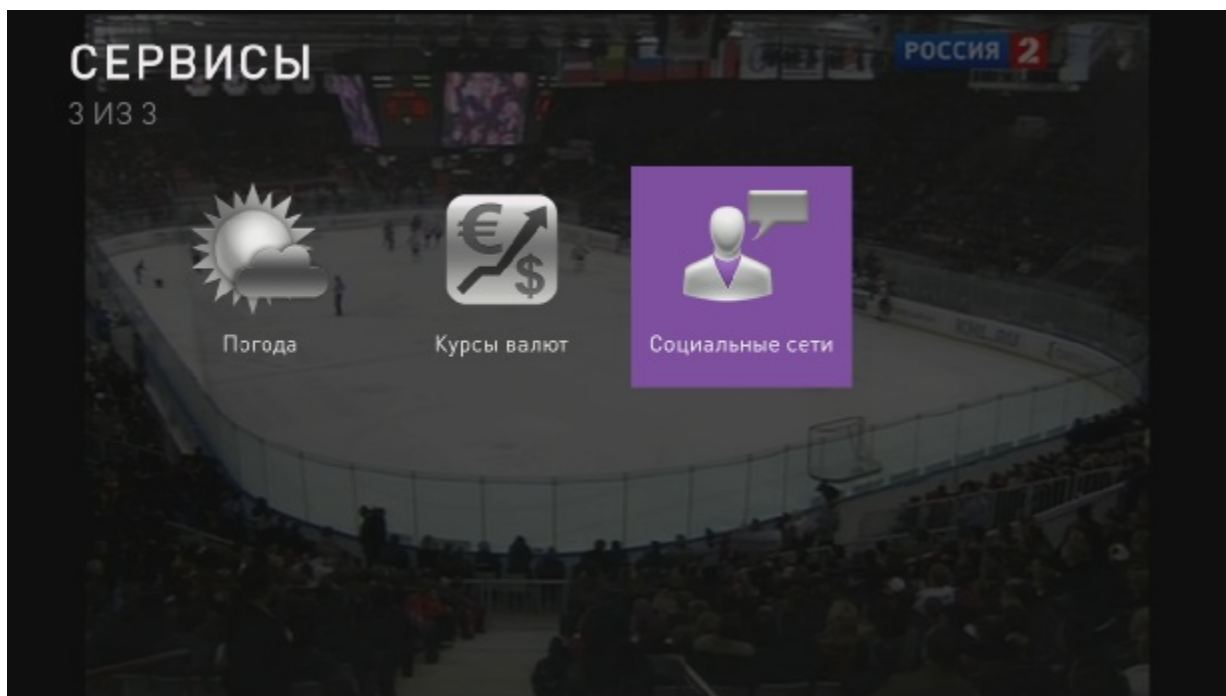 СЕРВИСЫ
3 ИЗ 3
РОССИЯ 2
€
$
Погода
Курсы валют
Социальные сети